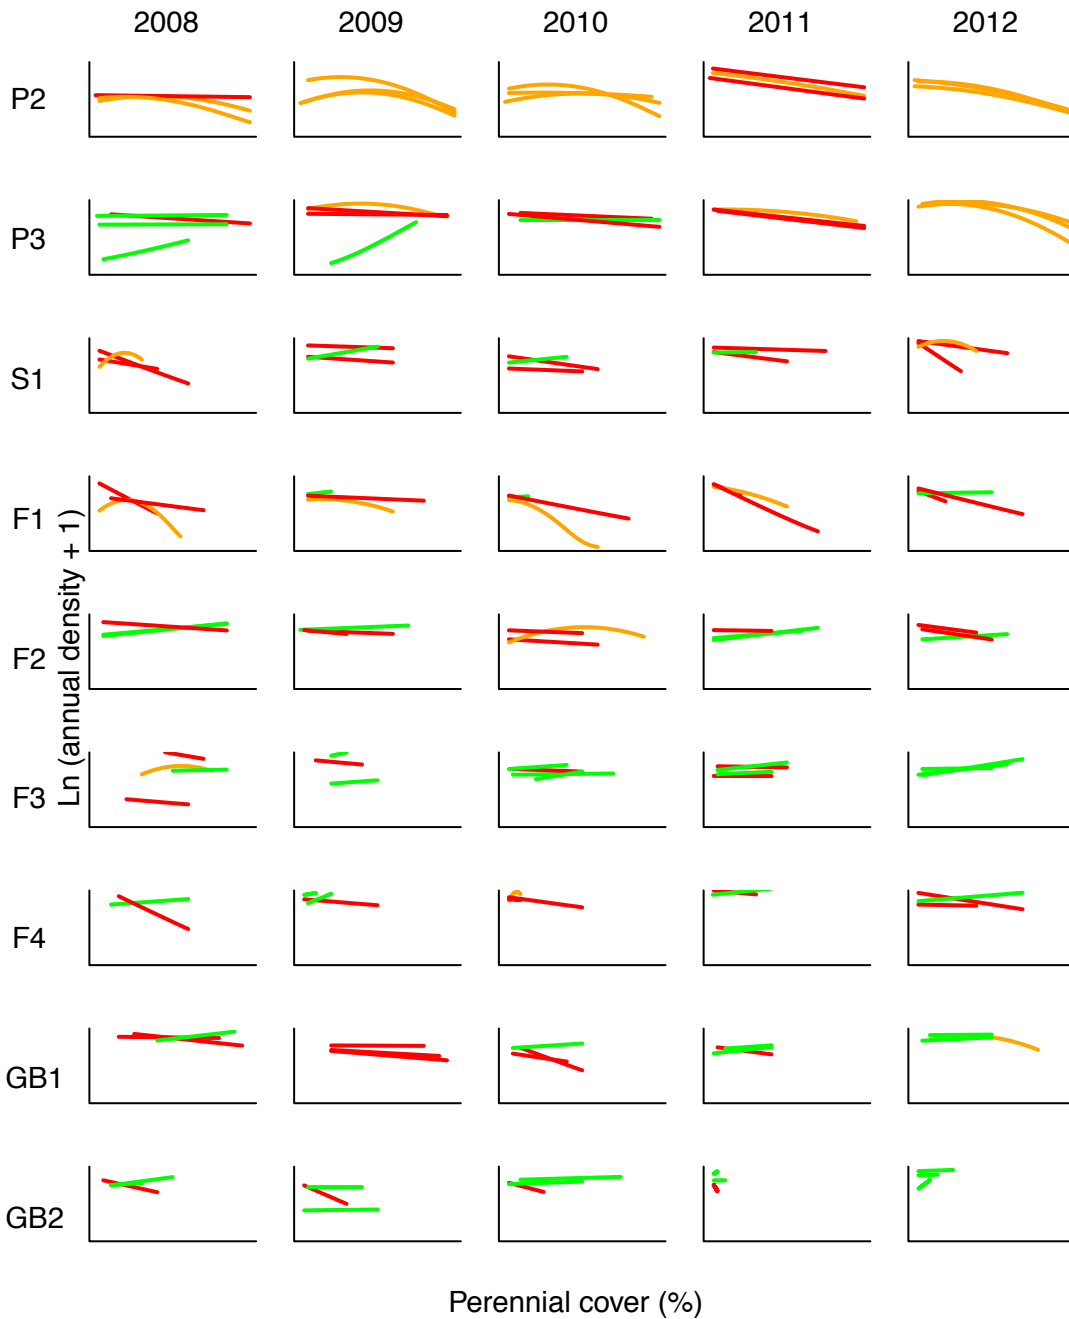 2008 2009 2010 2011 2012
P2
P3
S1
F1
F2
F3
F4
GB1
GB2
Ln (annual density + 1)
Perennial cover (%)